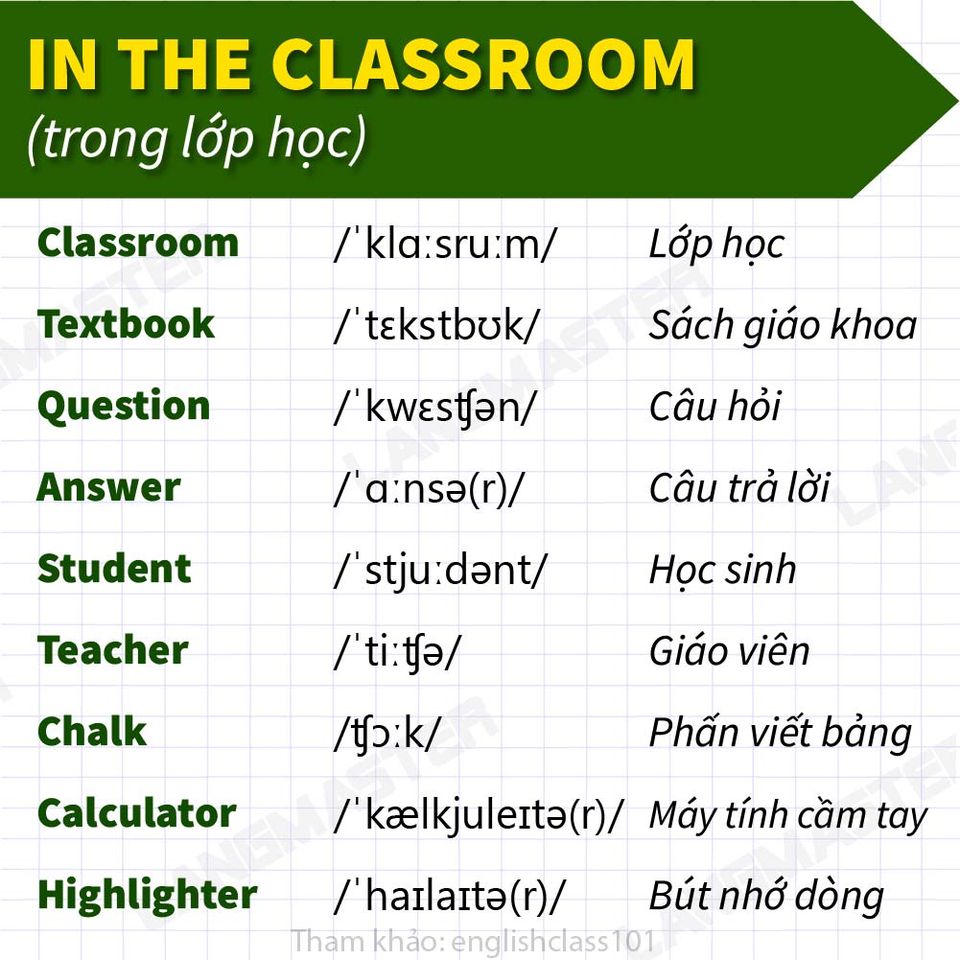 IN THE CLASSROOM
(trong lớp học)
Classroom /ˈklɑːsruːm/ Lớp học
Textbook /ˈtɛkstbʊk/ Sách giáo khoa
Question /ˈkwɛsʧən/ Câu hỏi
Answer /ˈɑːnsə(r)/ Câu trả lời
Student /ˈstjuːdənt/ Học sinh
Teacher /ˈtiːʧə/ Giáo viên
Chalk /ʧɔːk/ Phấn viết bảng
Calculator /ˈkælkjuleɪtə(r)/ Máy tính cầm tay
Highlighter /ˈhaɪlaɪtə(r)/ Bút nhớ dòng
Tham khảo: englishclass101
LANGMASTER